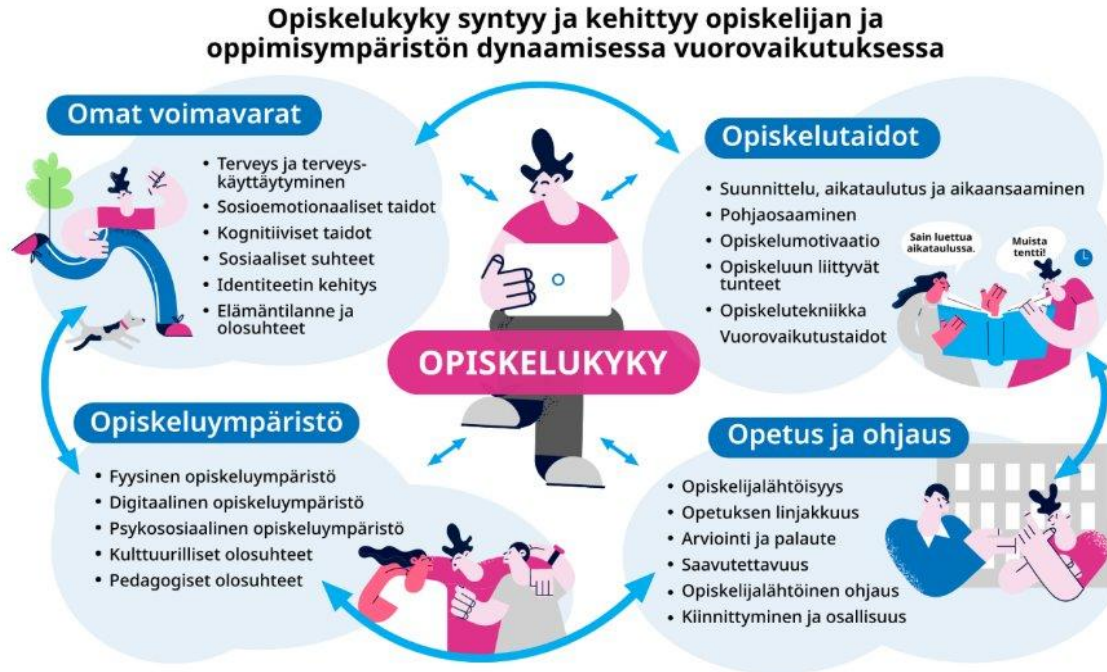 Opiskelukyky syntyy ja kehittyy opiskelijan ja
oppimisympäristön dynaamisessa vuorovaikutuksessa
Omat voimavarat
• Terveys ja terveys-
käyttäytyminen
• Sosioemotionaaliset taidot
• Kognitiiviset taidot
• Sosiaaliset suhteet
• Identiteetin kehitys
• Elämäntilanne ja
olosuhteet
Opiskelutaidot
• Suunnittelu, aikataulutus ja aikaansaaminen
• Pohjaosaaminen
• Opiskelumotivaatio
• Opiskeluun liittyvät
tunteet
• Opiskelutekniikka
Vuorovaikutustaidot
Sain luettua
aikataulussa.
Muista
tentti!
OPISKELUKYKY
Opiskeluympäristö
• Fyysinen opiskeluympäristö
• Digitaalinen opiskeluympäristö
• Psykososiaalinen opiskeluympäristö
• Kulttuurilliset olosuhteet
• Pedagogiset olosuhteet
Opetus ja ohjaus
• Opiskelijalähtöisyys
• Opetuksen linjakkuus
• Arviointi ja palaute
• Saavutettavuus
• Opiskelijalähtöinen ohjaus
• Kiinnittyminen ja osallisuus